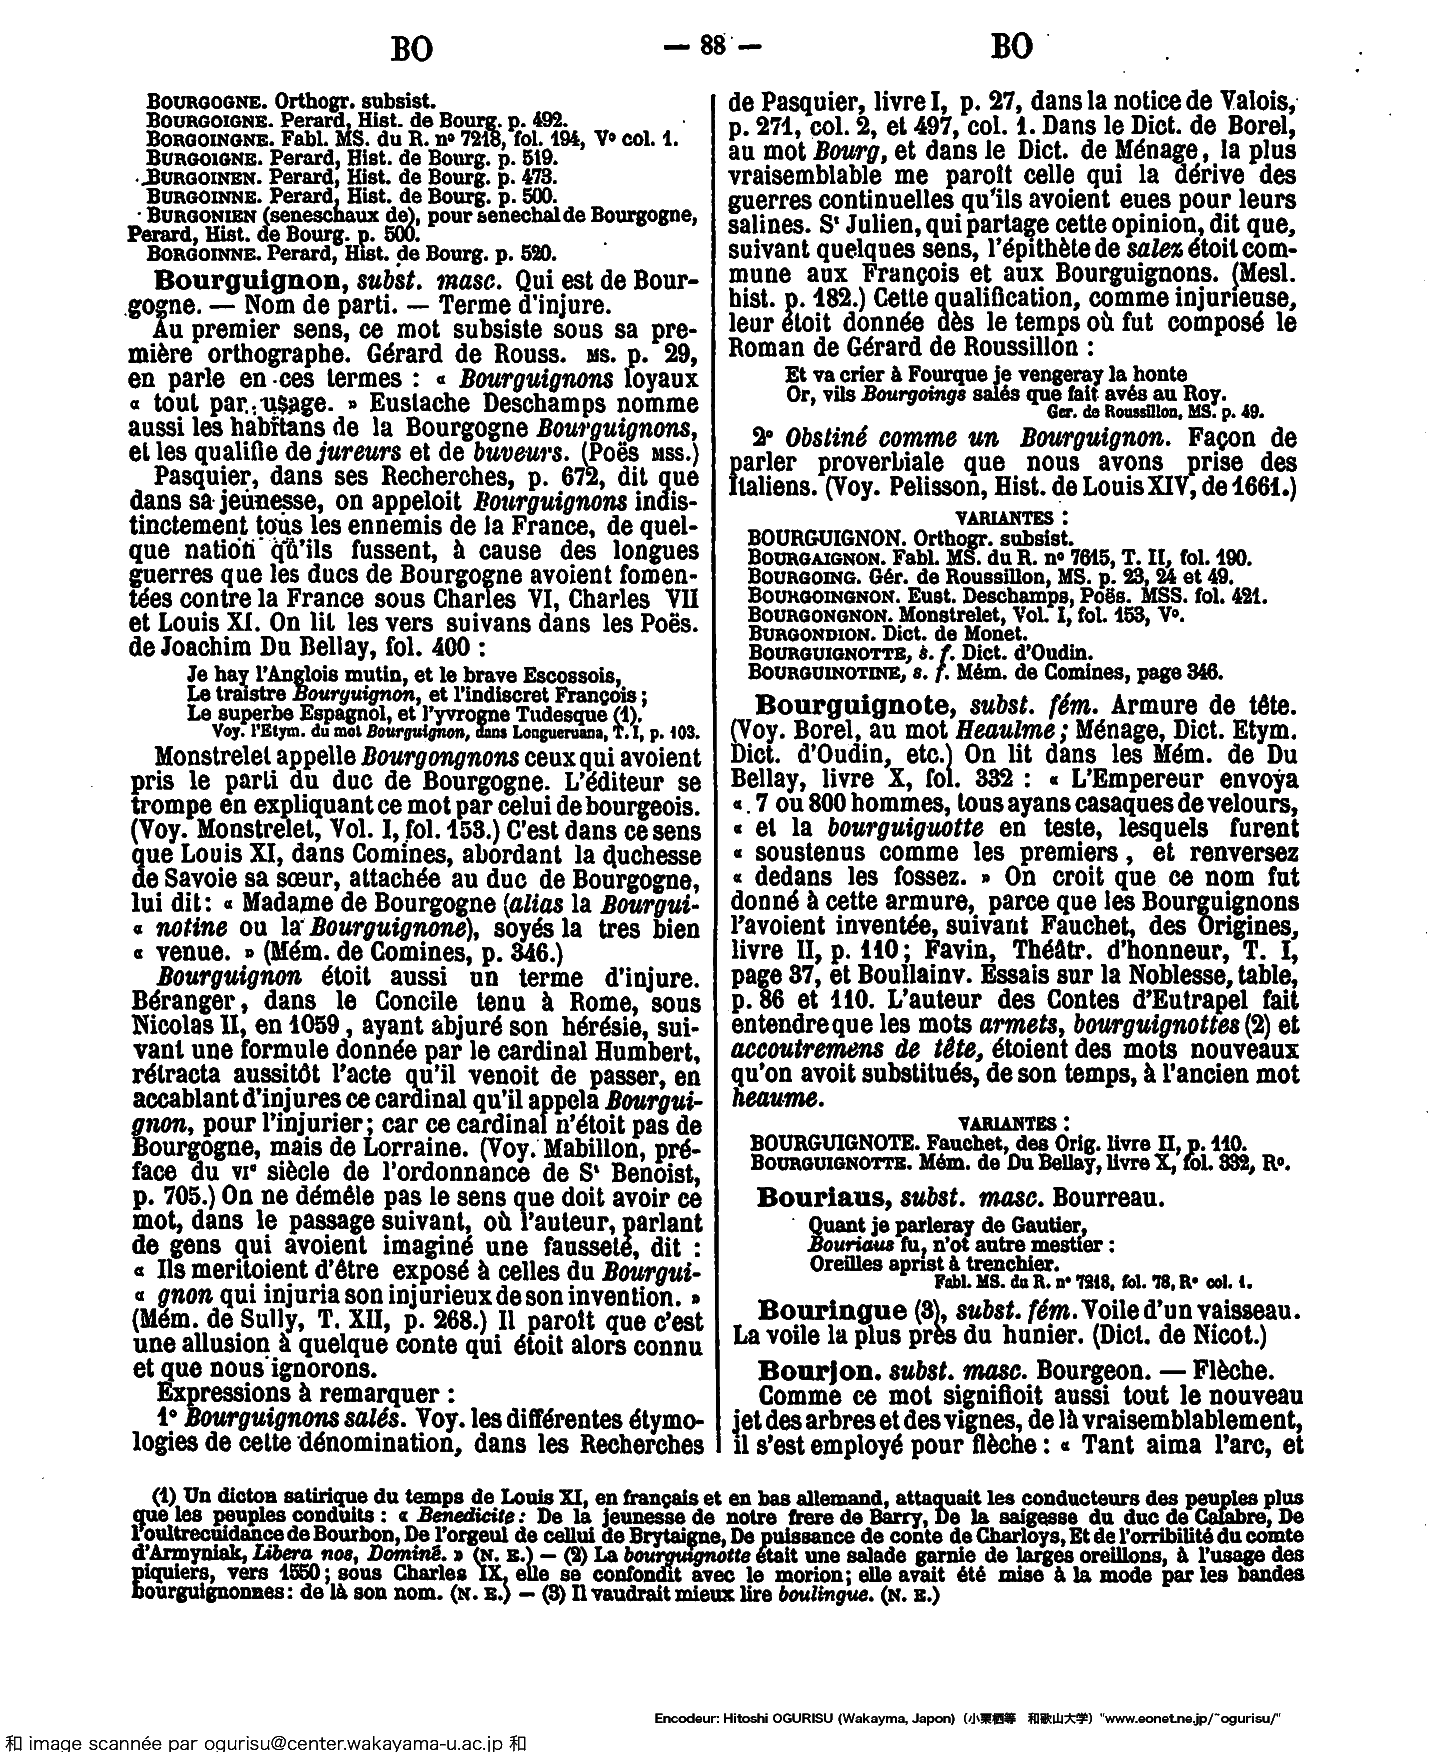 BO — 88 — BO
BOURGOGNE. Orthogr. subsist.
BOURGOIGNE. Perard, Hist. de Bourg. p. 492.
BORGOINGNE. Fabl. MS. du R. nº 7218, fol. 194, Vº col. 1.
BURGOIGNE. Perard, Hist. de Bourg. p. 519.
BURGOINEN. Perard, Hist. de Bourg. p. 473.
BURGOINNE. Perard, Hist. de Bourg. p. 500.
BURGONIEN (seneschaux de), pour senechal de Bourgogne,
Perard, Hist. de Bourg. p. 500.
BORGOINNE. Perard, Hist. de Bourg. p. 520.
Bourguignon, subst. masc. Qui est de Bour-
gogne. — Nom de parti. — Terme d'injure.
Au premier sens, ce mot subsiste sous sa pre-
mière orthographe. Gérard de Rouss. MS. p. 29,
en parle en ces termes : « Bourguignons loyaux
« tout par usage. » Eustache Deschamps nomme
aussi les habitans de la Bourgogne Bourguignons,
et les qualifie de jureurs et de buveurs. (Poës MSS.)
Pasquier, dans ses Recherches, p. 672, dit que
dans sa jeunesse, on appeloit Bourguignons indis-
tinctement tous les ennemis de la France, de quel-
que nation qu'ils fussent, à cause des longues
guerres que les ducs de Bourgogne avoient fomen-
tées contre la France sous Charles VI, Charles VII
et Louis XI. On lit les vers suivans dans les Poës.
de Joachim Du Bellay, fol. 400 :
Je hay l'Anglois mutin, et le brave Escossois,
Le traistre Bourguignon, et l'indiscret François ;
Le superbe Espagnol, et l'yvrogne Tudesque (1).
Voy. l'Etym. du mot Bourguignon, dans Longueruana, T. I, p. 103.
Monstrelet appelle Bourgongnons ceux qui avoient
pris le parti du duc de Bourgogne. L'éditeur se
trompe en expliquant ce mot par celui de bourgeois.
(Voy. Monstrelet, Vol. I, fol. 153.) C'est dans ce sens
que Louis XI, dans Comines, abordant la duchesse
de Savoie sa sœur, attachée au duc de Bourgogne,
lui dit : « Madame de Bourgogne (alias la Bourgui-
« notine ou la Bourguignone), soyés la tres bien
« venue. » (Mém. de Comines, p. 346.)
Bourguignon étoit aussi un terme d'injure.
Béranger, dans le Concile tenu à Rome, sous
Nicolas II, en 1059, ayant abjuré son hérésie, sui-
vant une formule donnée par le cardinal Humbert,
rétracta aussitôt l'acte qu'il venoit de passer, en
accablant d'injures ce cardinal qu'il appela Bourgui-
gnon, pour l'injurier ; car ce cardinal n'étoit pas de
Bourgogne, mais de Lorraine. (Voy. Mabillon, pré-
face du VIe siècle de l'ordonnance de St Benoist,
p. 705.) On ne démêle pas le sens que doit avoir ce
mot, dans le passage suivant, où l'auteur, parlant
de gens qui avoient imaginé une fausseté, dit :
« Ils meritoient d'être exposé à celles du Bourgui-
« gnon qui injuria son injurieux de son invention. »
(Mém. de Sully, T. XII, p. 268.) Il paroît que c'est
une allusion à quelque conte qui étoit alors connu
et que nous ignorons.
Expressions à remarquer :
1º Bourguignons salés. Voy. les différentes étymo-
logies de cette dénomination, dans les Recherches
de Pasquier, livre I, p. 27, dans la notice de Valois,
p. 271, col. 2, et 497, col. 1. Dans le Dict. de Borel,
au mot Bourg, et dans le Dict. de Ménage, la plus
vraisemblable me paroît celle qui la dérive des
guerres continuelles qu'ils avoient eues pour leurs
salines. St Julien, qui partage cette opinion, dit que,
suivant quelques sens, l'épithète de salez étoit com-
mune aux François et aux Bourguignons. (Mesl.
hist. p. 182.) Cette qualification, comme injurieuse,
leur étoit donnée dès le temps où fut composé le
Roman de Gérard de Roussillon :
Et va crier à Fourque je vengeray la honte
Or, vils Bourgoings salés que fait avés au Roy.
Ger. de Roussillon, MS. p. 49.
2º Obstiné comme un Bourguignon. Façon de
parler proverbiale que nous avons prise des
Italiens. (Voy. Pelisson, Hist. de Louis XIV, de 1661.)
VARIANTES :
BOURGUIGNON. Orthogr. subsist.
BOURGAIGNON. Fabl. MS. du R. nº 7615, T. II, fol. 190.
BOURGOING. Gér. de Roussillon, MS. p. 23, 24 et 49.
BOURGOINGNON. Eust. Deschamps, Poës. MSS. fol. 421.
BOURGONGNON. Monstrelet, Vol. I, fol. 153, Vº.
BURGONDION. Dict. de Monet.
BOURGUIGNOTTE, s. f. Dict. d'Oudin.
BOURGUINOTINE, s. f. Mém. de Comines, page 346.
Bourguignote, subst. fém. Armure de tête.
(Voy. Borel, au mot Heaulme ; Ménage, Dict. Etym.
Dict. d'Oudin, etc.) On lit dans les Mém. de Du
Bellay, livre X, fol. 332 : « L'Empereur envoya
« 7 ou 800 hommes, tous ayans casaques de velours,
« et la bourguiguotte en teste, lesquels furent
« soustenus comme les premiers, et renversez
« dedans les fossez. » On croit que ce nom fut
donné à cette armure, parce que les Bourguignons
l'avoient inventée, suivant Fauchet, des Origines,
livre II, p. 110 ; Favin, Théâtr. d'honneur, T. I,
page 37, et Boullainv. Essais sur la Noblesse, table,
p. 86 et 110. L'auteur des Contes d'Eutrapel fait
entendre que les mots armets, bourguignottes (2) et
accoutremens de tête, étoient des mots nouveaux
qu'on avoit substitués, de son temps, à l'ancien mot
heaume.
VARIANTES :
BOURGUIGNOTE. Fauchet, des Orig. livre II, p. 110.
BOURGUIGNOTTE. Mém. de Du Bellay, livre X, fol. 332, Rº.
Bouriaus, subst. masc. Bourreau.
Quant je parleray de Gautier,
Bouriaus fu, n'ot autre mestier :
Oreilles aprist à trenchier.
Fabl. MS. du R. nº 7218, fol. 78, Rº col. 1.
Bouringue (3), subst. fém. Voile d'un vaisseau.
La voile la plus près du hunier. (Dict. de Nicot.)
Bourjon. subst. masc. Bourgeon. — Flèche.
Comme ce mot signifioit aussi tout le nouveau
jet des arbres et des vignes, de là vraisemblablement,
il s'est employé pour flèche : « Tant aima l'arc, et
(1) Un dicton satirique du temps de Louis XI, en français et en bas allemand, attaquait les conducteurs des peuples plus
que les peuples conduits : « Benedicite : De la jeunesse de notre frere de Barry, De la saigesse du duc de Calabre, De
l'oultrecuidance de Bourbon, De l'orgeul de cellui de Brytaigne, De puissance de conte de Charloys, Et de l'orribilité du comte
d'Armyniak, Libera nos, Dominē. » (N. E.) — (2) La bourguignotte était une salade garnie de larges oreillons, à l'usage des
piquiers, vers 1550 ; sous Charles IX, elle se confondit avec le morion ; elle avait été mise à la mode par les bandes
bourguignonnes : de là son nom. (N. E.) — (3) Il vaudrait mieux lire boulingue. (N. E.)
Encodeur: Hitoshi OGURISU (Wakayma, Japon) (小栗栖等 和歌山大学) "www.eonet.ne.jp/~ogurisu/"
和 image scannée par ogurisu@center.wakayama-u.ac.jp 和